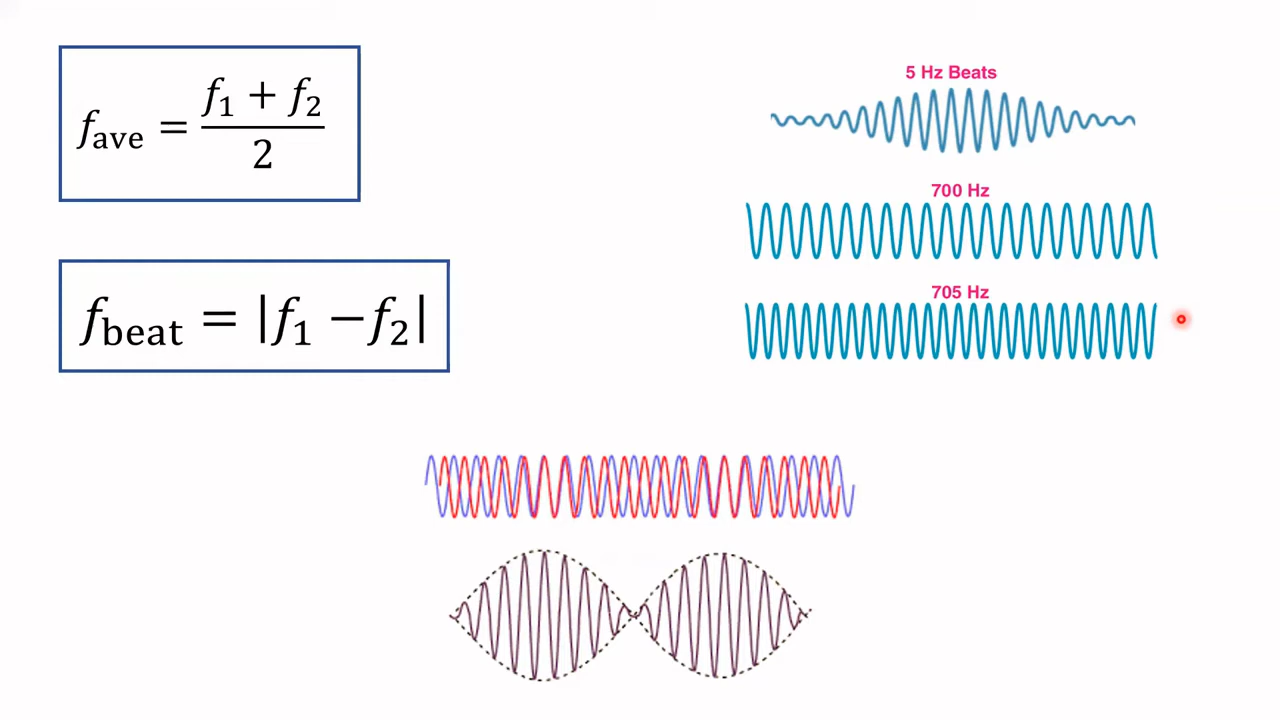 f_ave = (f_1 + f_2) / 2
f_beat = |f_1 − f_2|
5 Hz Beats
700 Hz
705 Hz